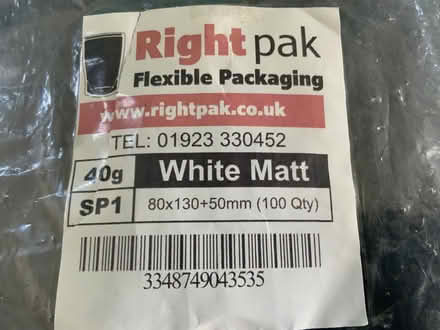 Right pak
Flexible Packaging
www.rightpak.co.uk
TEL: 01923 330452
40g White Matt
SP1 80x130+50mm (100 Qty)
3348749043535